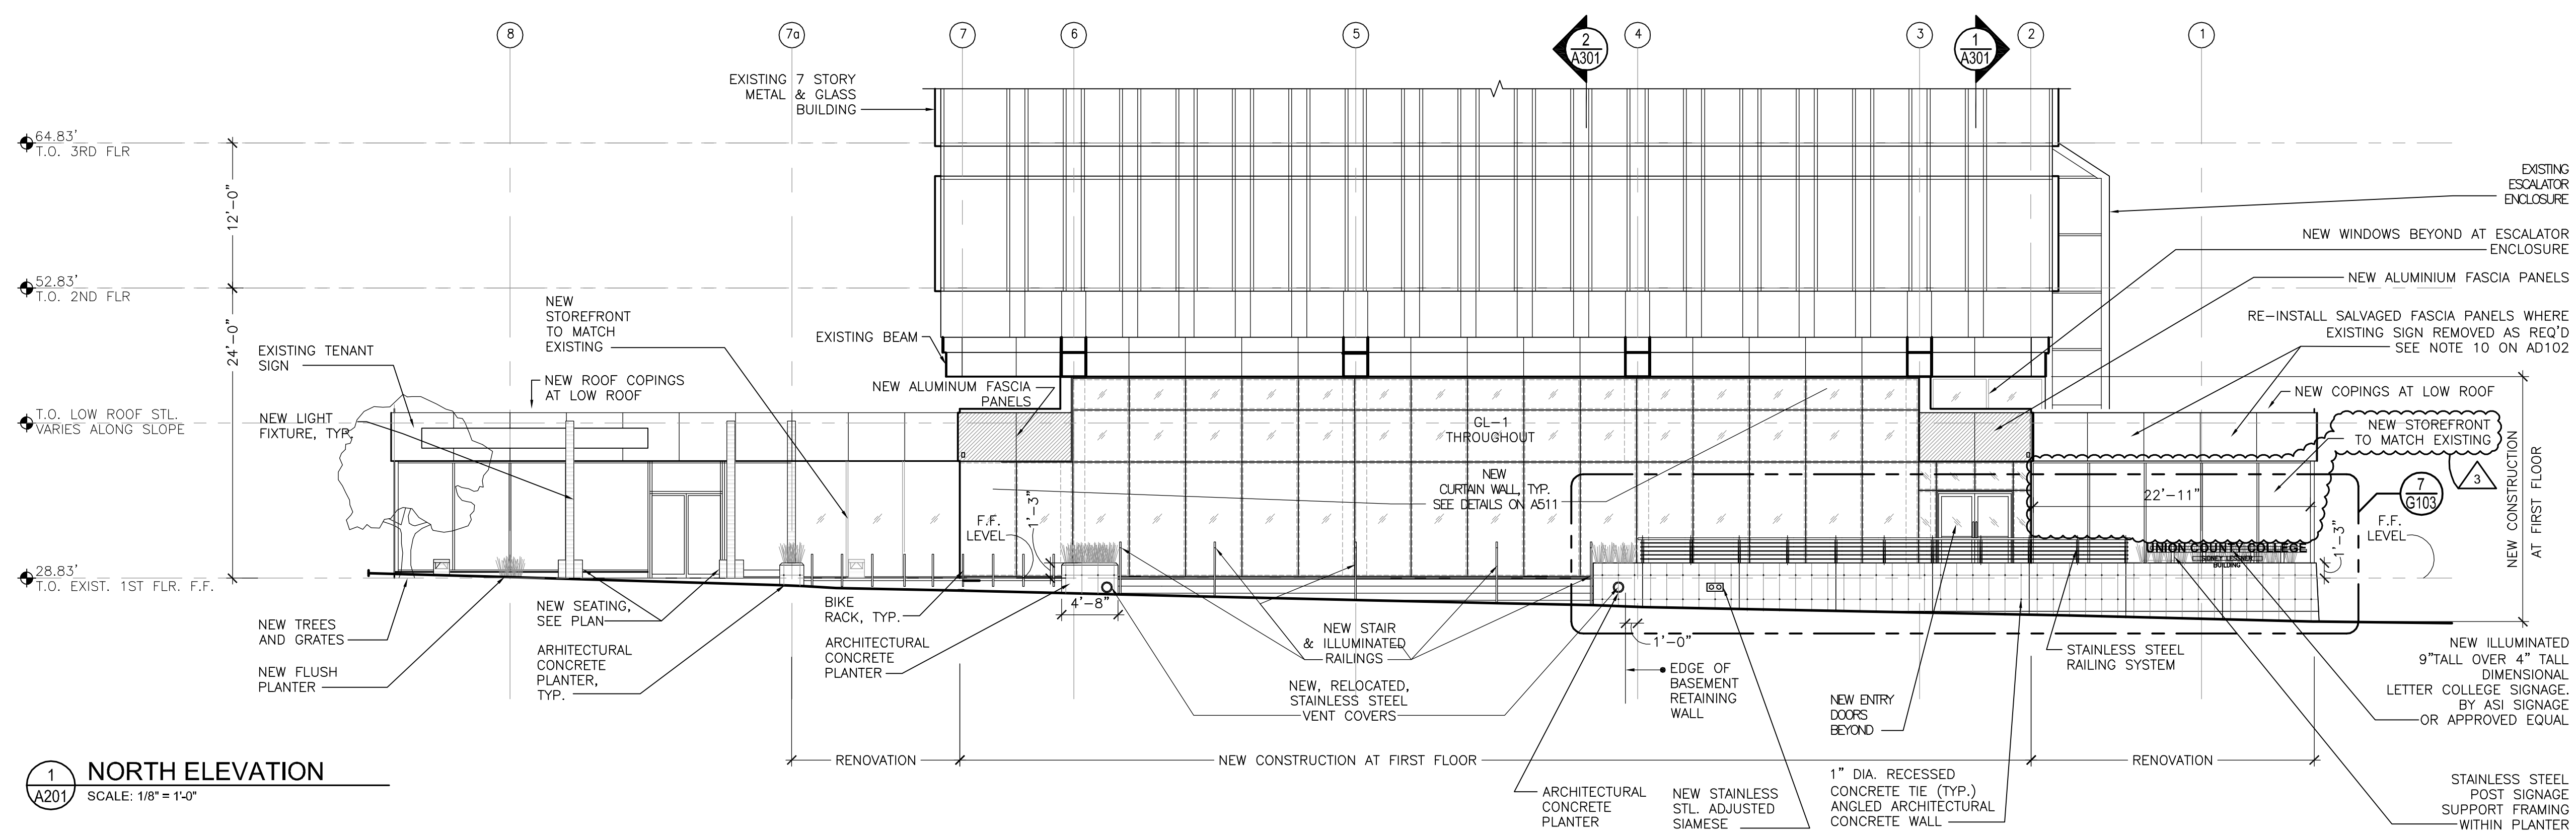 8
7a
7
6
5
2
A301
4
3
1
A301
2
1
EXISTING 7 STORY
METAL & GLASS
BUILDING
64.83'
T.O. 3RD FLR
12'-0"
52.83'
T.O. 2ND FLR
24'-0"
T.O. LOW ROOF STL.
VARIES ALONG SLOPE
28.83'
T.O. EXIST. 1ST FLR. F.F.
EXISTING TENANT
SIGN
NEW LIGHT
FIXTURE, TYP.
NEW
STOREFRONT
TO MATCH
EXISTING
NEW ROOF COPINGS
AT LOW ROOF
EXISTING BEAM
NEW ALUMINUM FASCIA
PANELS
GL-1
THROUGHOUT
NEW
CURTAIN WALL, TYP.
SEE DETAILS ON A511
F.F.
LEVEL
1'-3"
EXISTING
ESCALATOR
ENCLOSURE
NEW WINDOWS BEYOND AT ESCALATOR
ENCLOSURE
NEW ALUMINIUM FASCIA PANELS
RE-INSTALL SALVAGED FASCIA PANELS WHERE
EXISTING SIGN REMOVED AS REQ'D
SEE NOTE 10 ON AD102
NEW COPINGS AT LOW ROOF
NEW STOREFRONT
TO MATCH EXISTING
3
7
G103
22'-11"
F.F.
LEVEL
1'-3"
NEW CONSTRUCTION
AT FIRST FLOOR
UNION COUNTY COLLEGE
SIDNEY LESSNER
BUILDING
NEW TREES
AND GRATES
NEW FLUSH
PLANTER
NEW SEATING,
SEE PLAN
ARHITECTURAL
CONCRETE
PLANTER,
TYP.
BIKE
RACK, TYP.
ARCHITECTURAL
CONCRETE
PLANTER
4'-8"
NEW STAIR
& ILLUMINATED
RAILINGS
NEW, RELOCATED,
STAINLESS STEEL
VENT COVERS
1'-0"
EDGE OF
BASEMENT
RETAINING
WALL
NEW ENTRY
DOORS
BEYOND
STAINLESS STEEL
RAILING SYSTEM
NEW ILLUMINATED
9"TALL OVER 4" TALL
DIMENSIONAL
LETTER COLLEGE SIGNAGE.
BY ASI SIGNAGE
OR APPROVED EQUAL
RENOVATION
NEW CONSTRUCTION AT FIRST FLOOR
RENOVATION
ARCHITECTURAL
CONCRETE
PLANTER
NEW STAINLESS
STL. ADJUSTED
SIAMESE
1" DIA. RECESSED
CONCRETE TIE (TYP.)
ANGLED ARCHITECTURAL
CONCRETE WALL
STAINLESS STEEL
POST SIGNAGE
SUPPORT FRAMING
WITHIN PLANTER
1
A201
NORTH ELEVATION
SCALE: 1/8" = 1'-0"